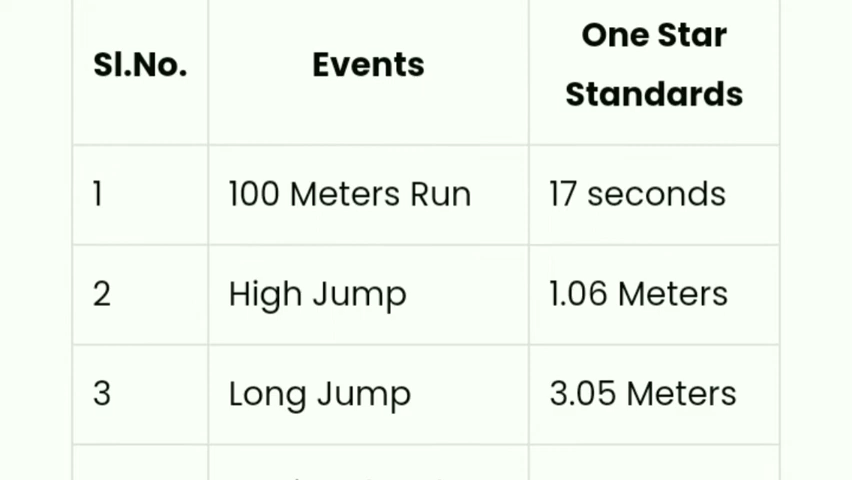 Sl.No. Events One Star
Standards
1 100 Meters Run 17 seconds
2 High Jump 1.06 Meters
3 Long Jump 3.05 Meters